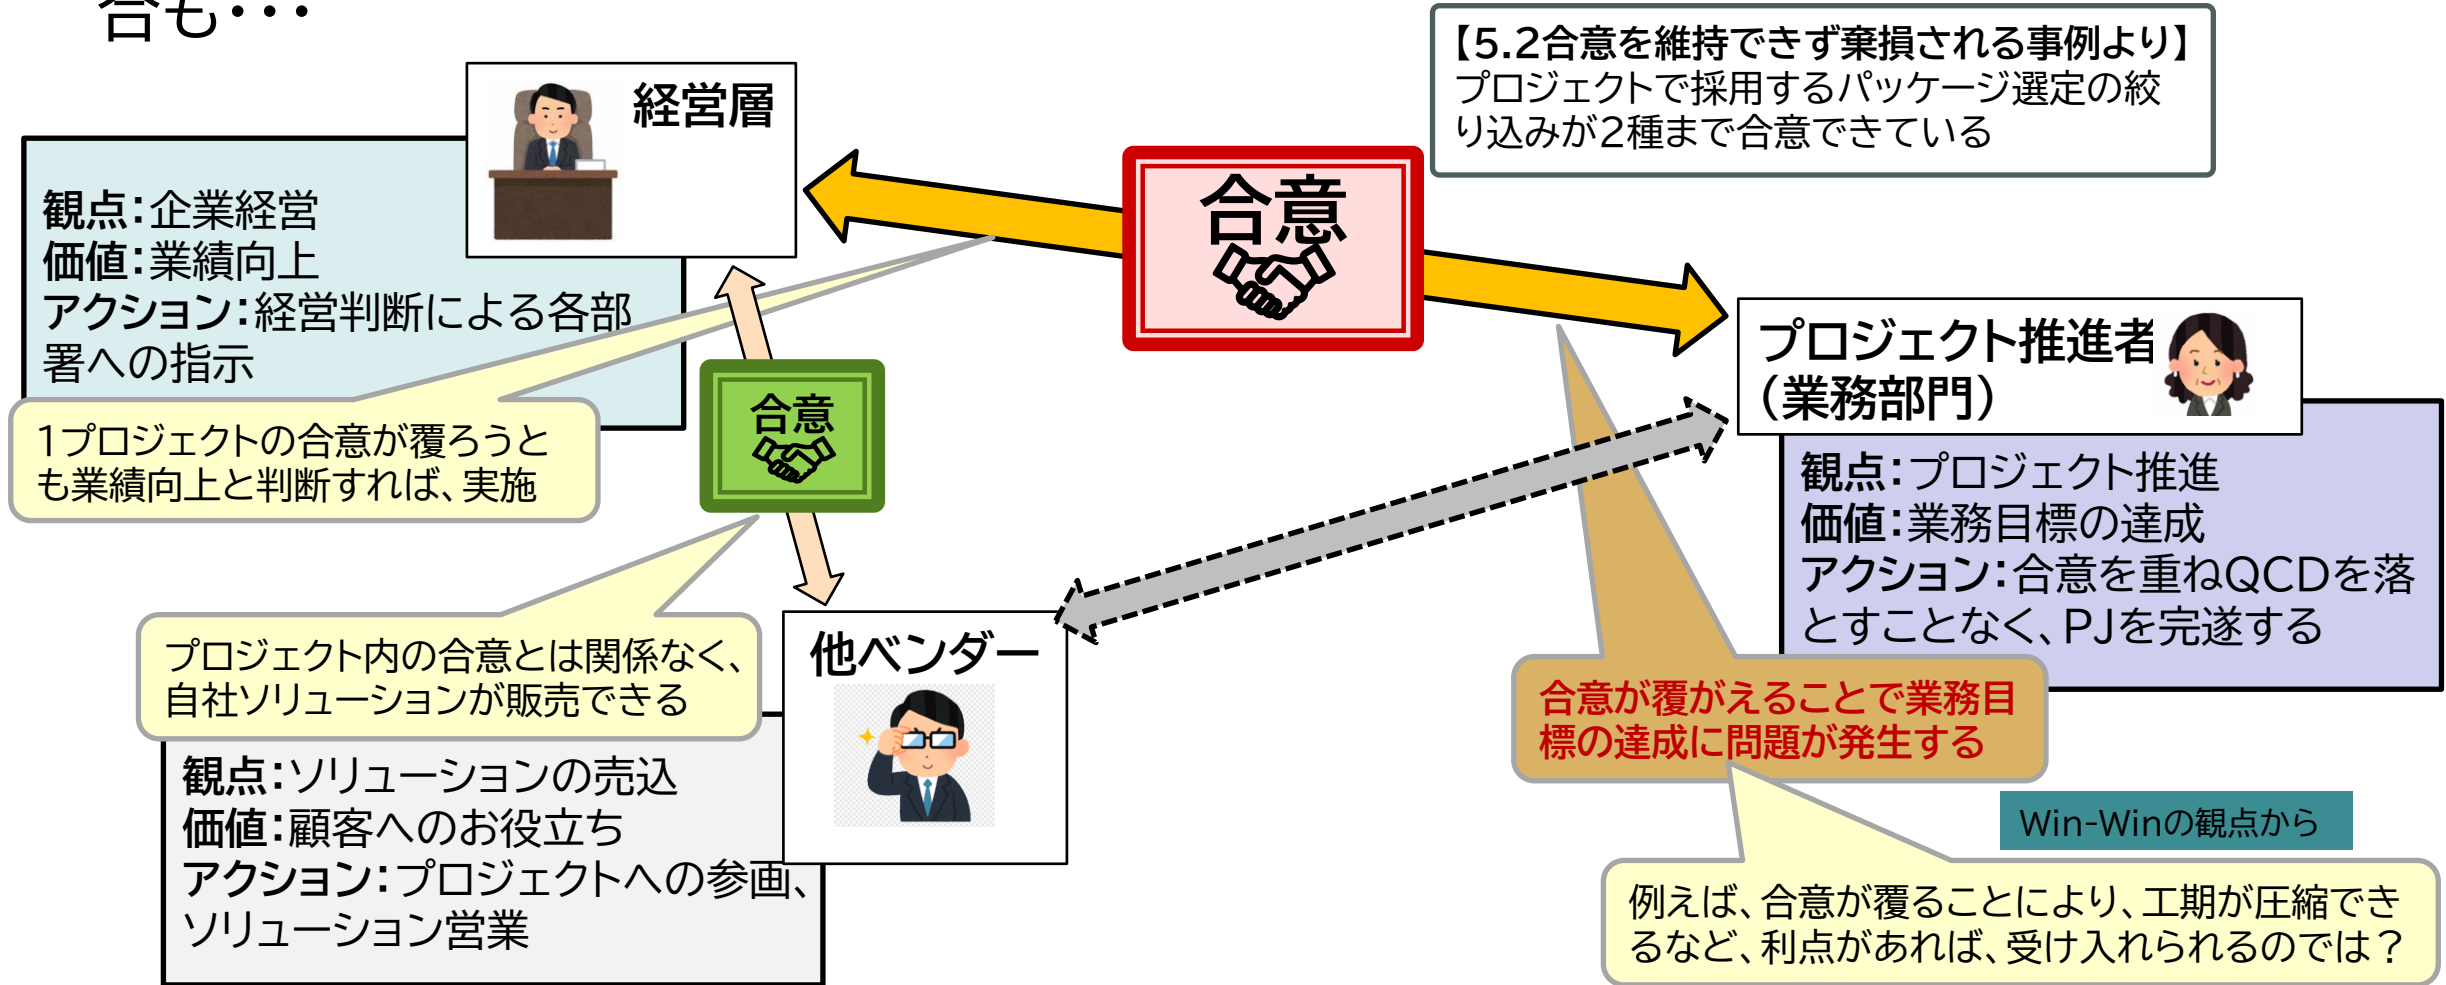 合も・・・
【5.2合意を維持できず棄損される事例より】
プロジェクトで採用するパッケージ選定の絞
り込みが2種まで合意できている
経営層
観点：企業経営
価値：業績向上
アクション：経営判断による各部
署への指示
合意
プロジェクト推進者
（業務部門）
観点：プロジェクト推進
価値：業務目標の達成
アクション：合意を重ねQCDを落
とすことなく、PJを完遂する
1プロジェクトの合意が覆ろうと
も業績向上と判断すれば、実施
合意
プロジェクト内の合意とは関係なく、
自社ソリューションが販売できる
他ベンダー
観点：ソリューションの売込
価値：顧客へのお役立ち
アクション：プロジェクトへの参画、
ソリューション営業
合意が覆がえることで業務目
標の達成に問題が発生する
Win-Winの観点から
例えば、合意が覆ることにより、工期が圧縮でき
るなど、利点があれば、受け入れられるのでは？